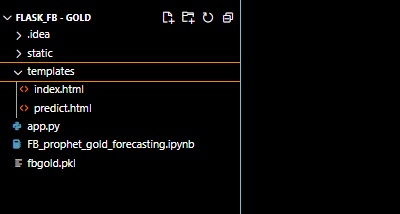 FLASK_FB - GOLD
.idea
static
templates
index.html
predict.html
app.py
FB_prophet_gold_forecasting.ipynb
fbgold.pkl